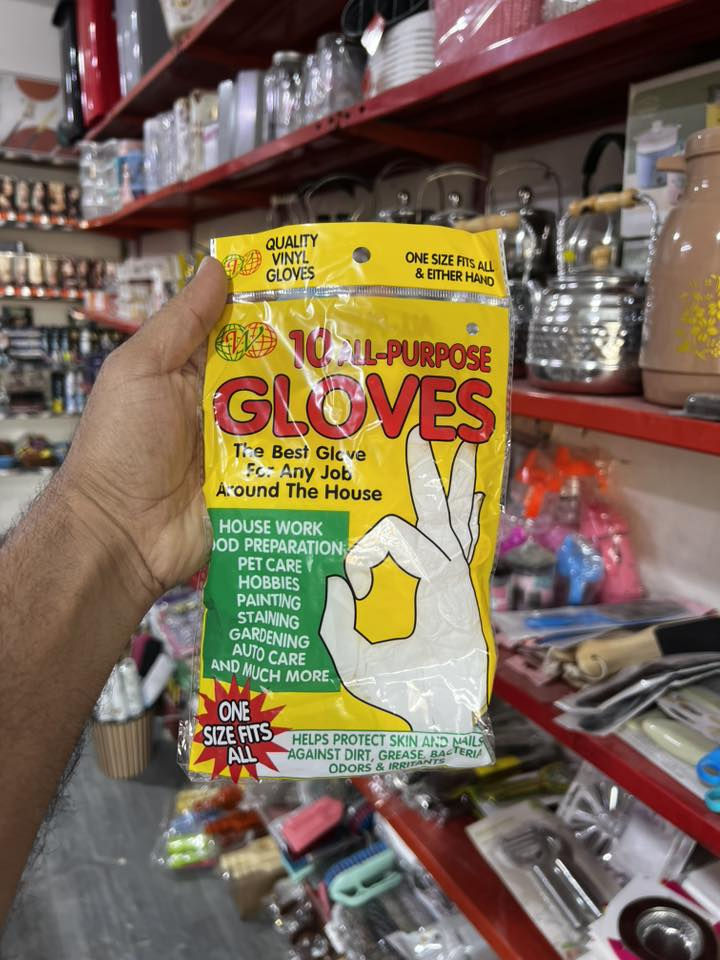 QUALITY
VINYL
GLOVES
ONE SIZE FITS ALL
& EITHER HAND
W
10 ALL-PURPOSE
GLOVES
The Best Glove
For Any Job
Around The House
HOUSE WORK
OOD PREPARATION
PET CARE
HOBBIES
PAINTING
STAINING
GARDENING
AUTO CARE
AND MUCH MORE
ONE
SIZE FITS
ALL
HELPS PROTECT SKIN AND NAILS
AGAINST DIRT, GREASE, BACTERIA
ODORS & IRRITANTS